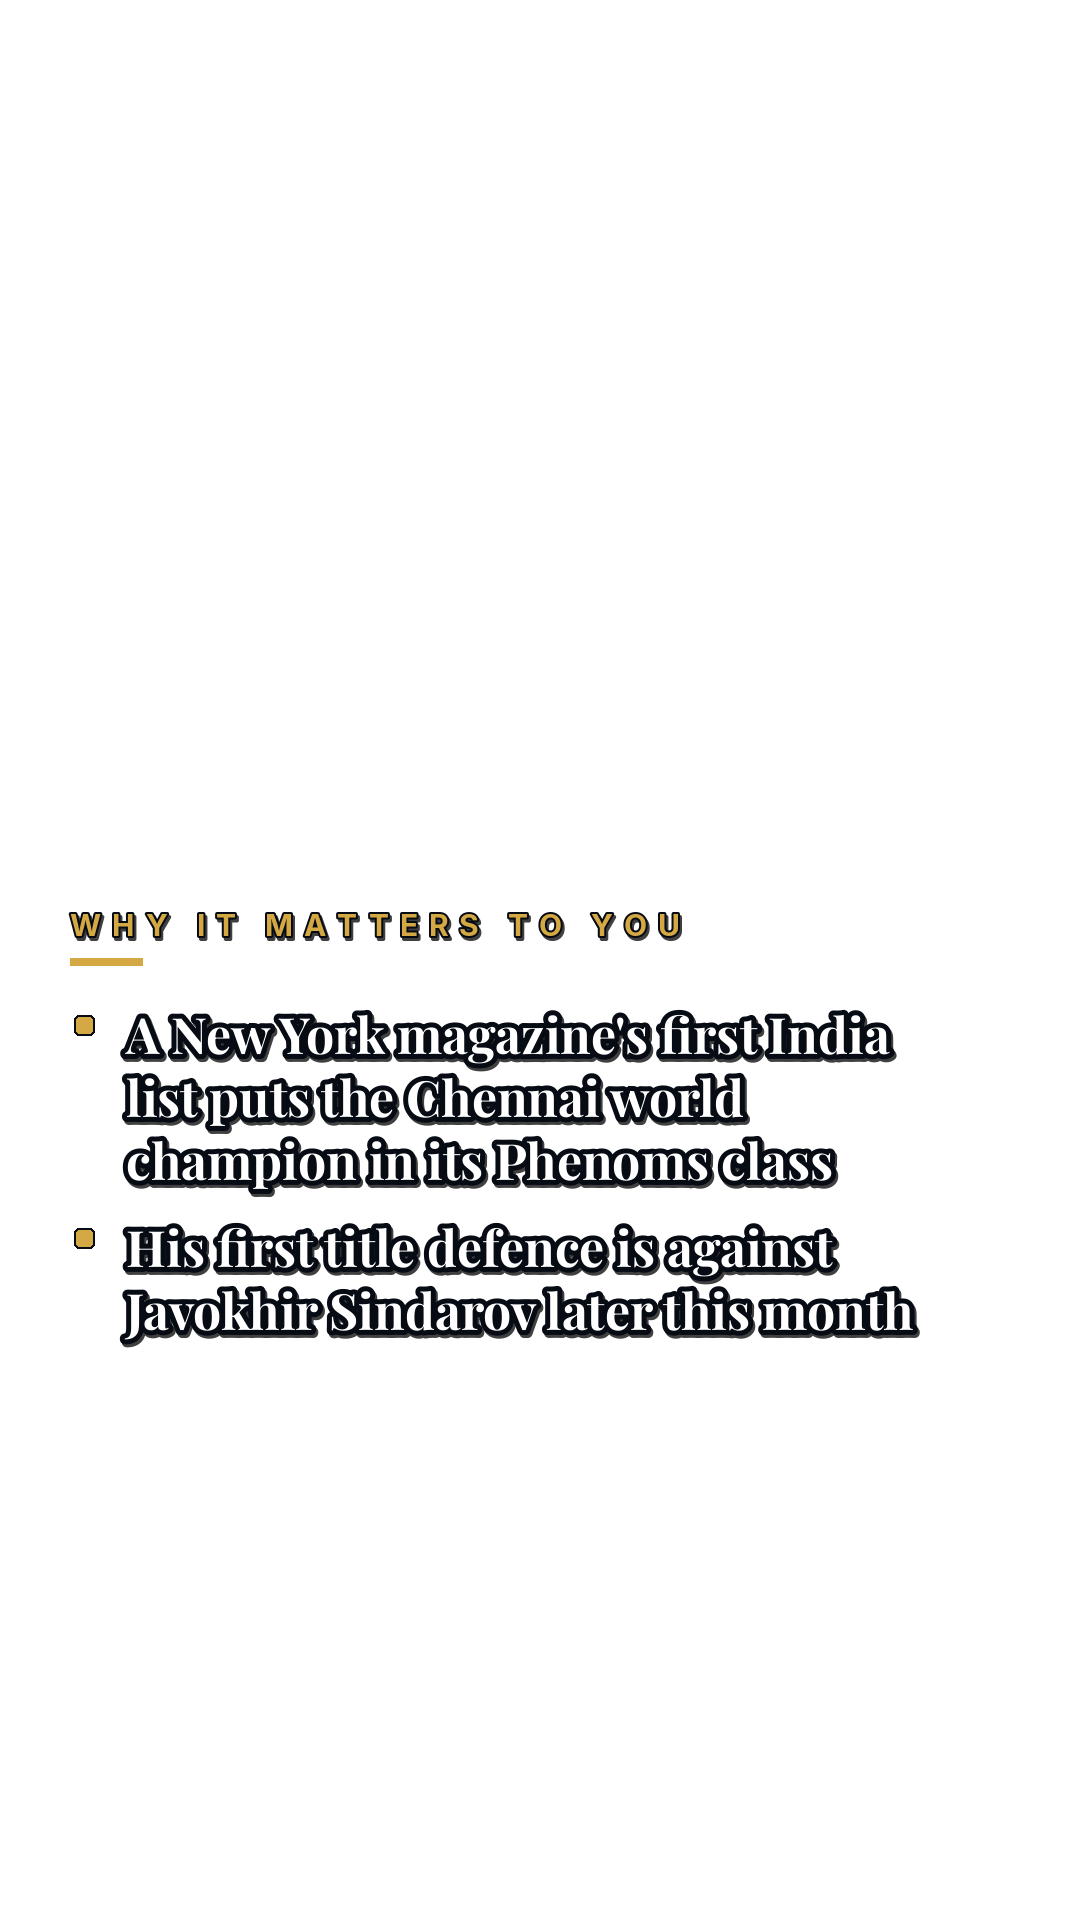 WHY IT MATTERS TO YOU
A New York magazine's first India
list puts the Chennai world
champion in its Phenoms class
His first title defence is against
Javokhir Sindarov later this month